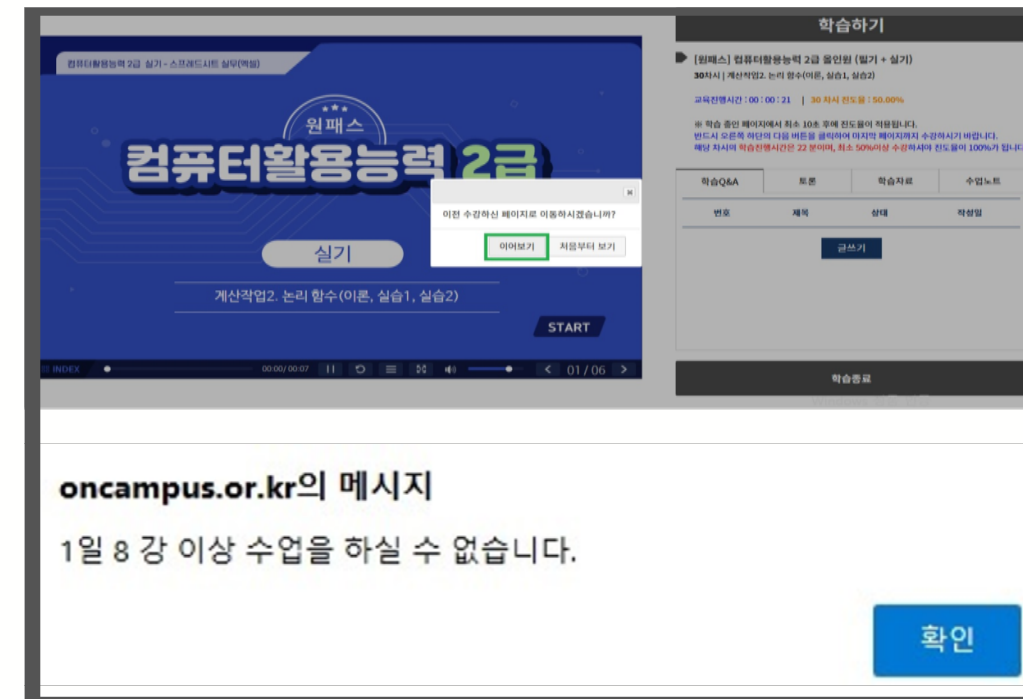 컴퓨터활용능력 2급 실기 - 스프레드시트 실무(엑셀)
원패스
컴퓨터활용능력 2급
실기
계산작업2. 논리 함수(이론, 실습1, 실습2)
START
INDEX
00:00/00:07
01 / 06
이전 수강하신 페이지로 이동하시겠습니까?
이어보기
처음부터 보기
학습하기
[원패스] 컴퓨터활용능력 2급 올인원 (필기 + 실기)
30차시 | 계산작업2. 논리 함수(이론, 실습1, 실습2)
교육진행시간 : 00 : 00 : 21 | 30 차시 진도율 : 50.00%
※ 학습 중인 페이지에서 최소 10초 후에 진도율이 적용됩니다.
반드시 오른쪽 하단의 다음 버튼을 클릭하여 마지막 페이지까지 수강하시기 바랍니다.
해당 차시의 학습진행시간은 22 분이며, 최소 50%이상 수강하셔야 진도율이 100%가 됩니다
학습Q&A 토론 학습자료 수업노트
번호 제목 상태 작성일
글쓰기
학습종료
oncampus.or.kr의 메시지
1일 8 강 이상 수업을 하실 수 없습니다.
확인